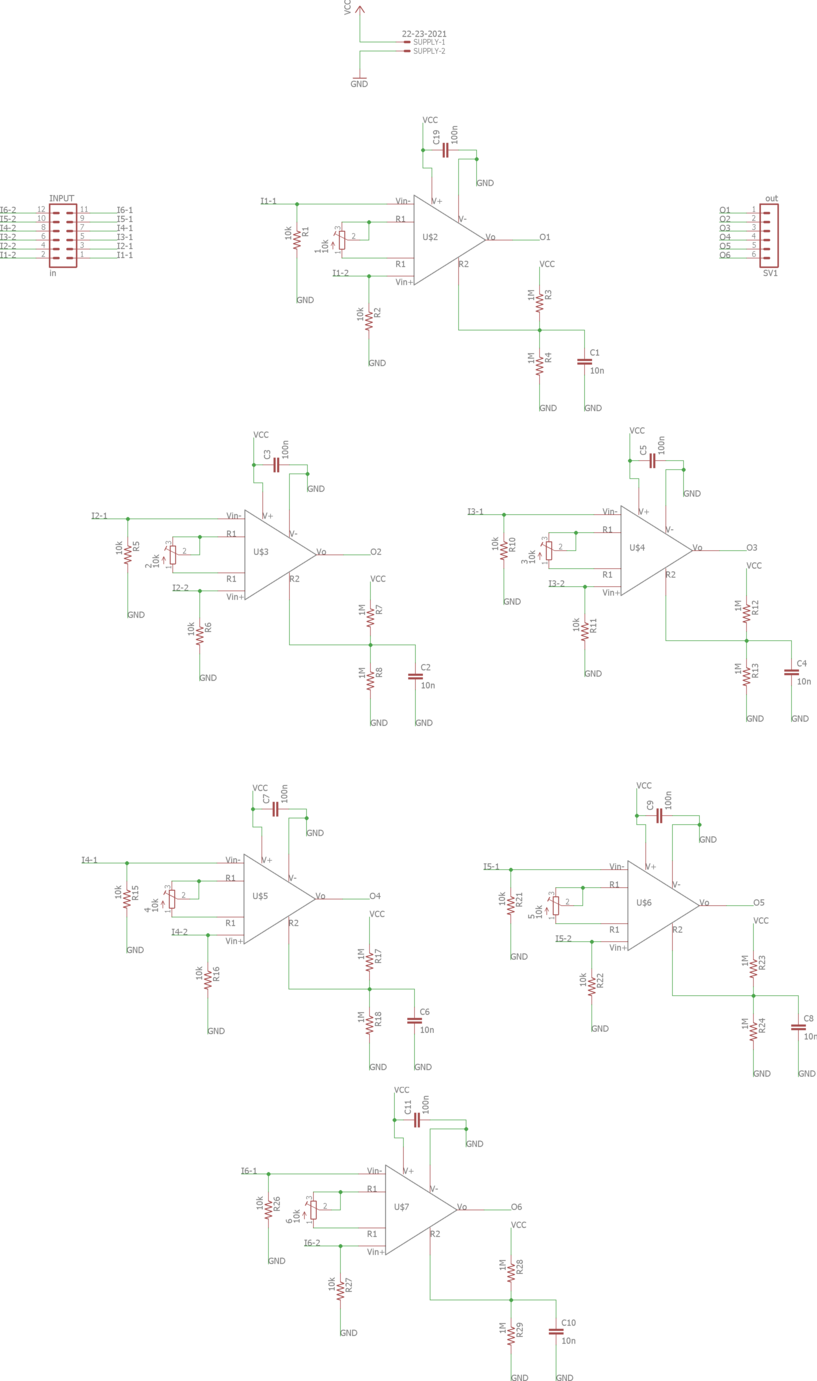 VCC
22-23-2021
SUPPLY-1
SUPPLY-2
GND
INPUT
I6-2 12 11 I6-1
I5-2 10 9 I5-1
I4-2 8 7 I4-1
I3-2 6 5 I3-1
I2-2 4 3 I2-1
I1-2 2 1 I1-1
in
out
O1 1
O2 2
O3 3
O4 4
O5 5
O6 6
SV1
VCC
C19
100n
GND
I1-1
Vin-
V+
V-
R1
10k
R1
1
10k
3
2
1
U$2
Vo
O1
R1
R2
I1-2
Vin+
10k
R2
GND
GND
VCC
1M
R3
1M
R4
C1
10n
GND
GND
VCC
C3
100n
GND
I2-1
Vin-
V+
V-
R1
10k
R5
2
10k
3
2
1
U$3
Vo
O2
R1
R2
I2-2
Vin+
10k
R6
GND
GND
VCC
1M
R7
1M
R8
C2
10n
GND
GND
VCC
C5
100n
GND
I3-1
Vin-
V+
V-
R1
10k
R10
3
10k
3
2
1
U$4
Vo
O3
R1
R2
I3-2
Vin+
10k
R11
GND
GND
VCC
1M
R12
1M
R13
C4
10n
GND
GND
VCC
C7
100n
GND
I4-1
Vin-
V+
V-
R1
10k
R15
4
10k
3
2
1
U$5
Vo
O4
R1
R2
I4-2
Vin+
10k
R16
GND
GND
VCC
1M
R17
1M
R18
C6
10n
GND
GND
VCC
C9
100n
GND
I5-1
Vin-
V+
V-
R1
10k
R21
5
10k
3
2
1
U$6
Vo
O5
R1
R2
I5-2
Vin+
10k
R22
GND
GND
VCC
1M
R23
1M
R24
C8
10n
GND
GND
VCC
C11
100n
GND
I6-1
Vin-
V+
V-
R1
10k
R26
6
10k
3
2
1
U$7
Vo
O6
R1
R2
I6-2
Vin+
10k
R27
GND
GND
VCC
1M
R28
1M
R29
C10
10n
GND
GND